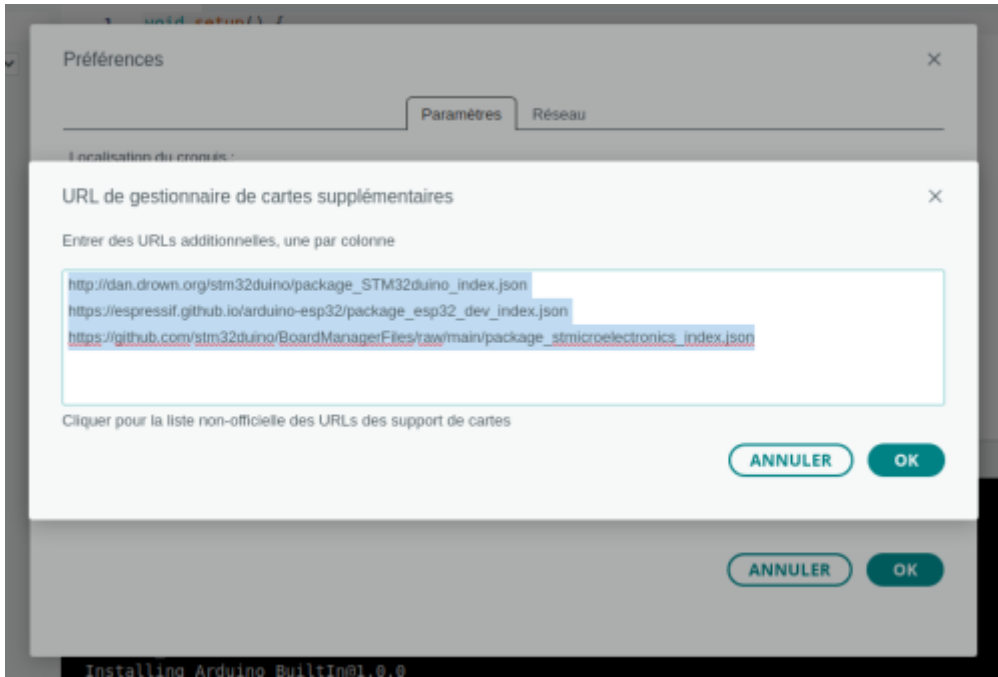 1 void setup() {
Préférences
Paramètres Réseau
Localisation du croquis :
URL de gestionnaire de cartes supplémentaires
Entrer des URLs additionnelles, une par colonne
http://dan.drown.org/stm32duino/package_STM32duino_index.json
https://espressif.github.io/arduino-esp32/package_esp32_dev_index.json
https://github.com/stm32duino/BoardManagerFiles/raw/main/package_stmicroelectronics_index.json
Cliquer pour la liste non-officielle des URLs des support de cartes
ANNULER OK
ANNULER OK
Installing Arduino_BuiltIn@1.0.0